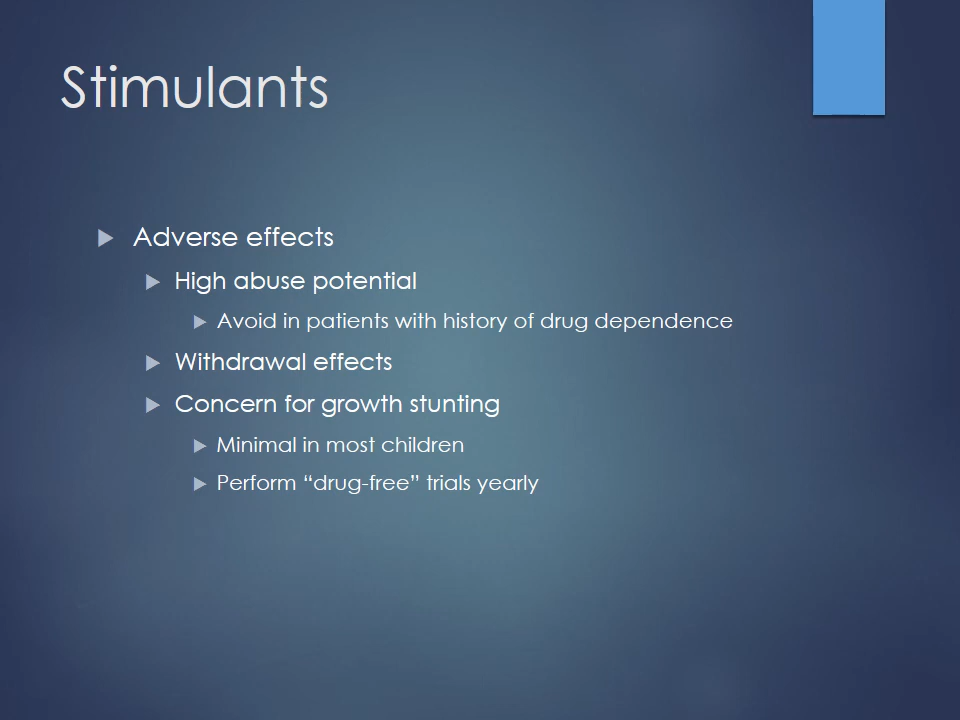 Stimulants
Adverse effects
High abuse potential
Avoid in patients with history of drug dependence
Withdrawal effects
Concern for growth stunting
Minimal in most children
Perform “drug-free” trials yearly